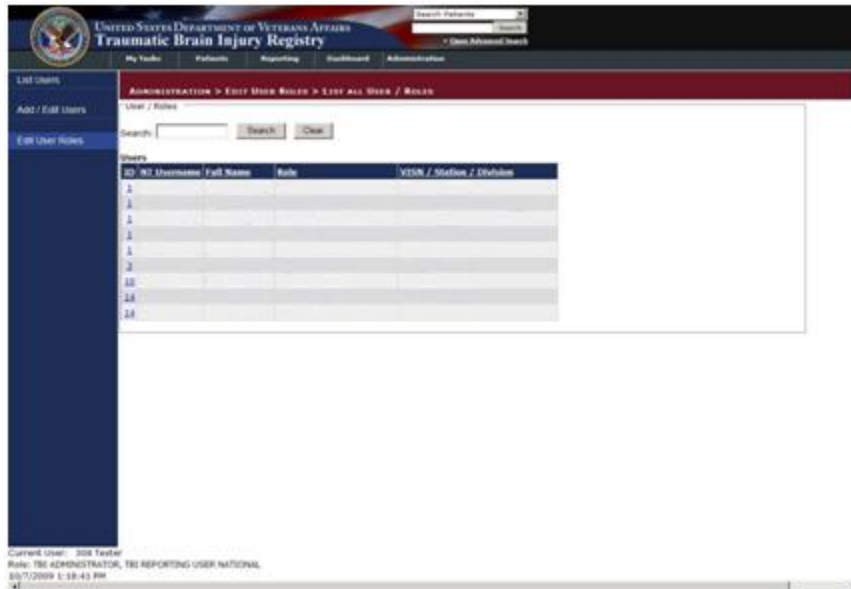 Search Patients
Search
UNITED STATES DEPARTMENT OF VETERANS AFFAIRS
Traumatic Brain Injury Registry
> Open Advanced Search
My Tasks Patients Reporting Dashboard Administration
List Users
ADMINISTRATION > EDIT USER ROLES > LIST ALL USER / ROLES
Add / Edit Users
User / Roles
Edit User Roles
Search: Search Clear
Users
ID NT Username Full Name Role VISN / Station / Division
1
1
1
1
1
3
10
14
14
Current User: 308 Tester
Role: TBI ADMINISTRATOR, TBI REPORTING USER NATIONAL
10/7/2009 1:18:43 PM